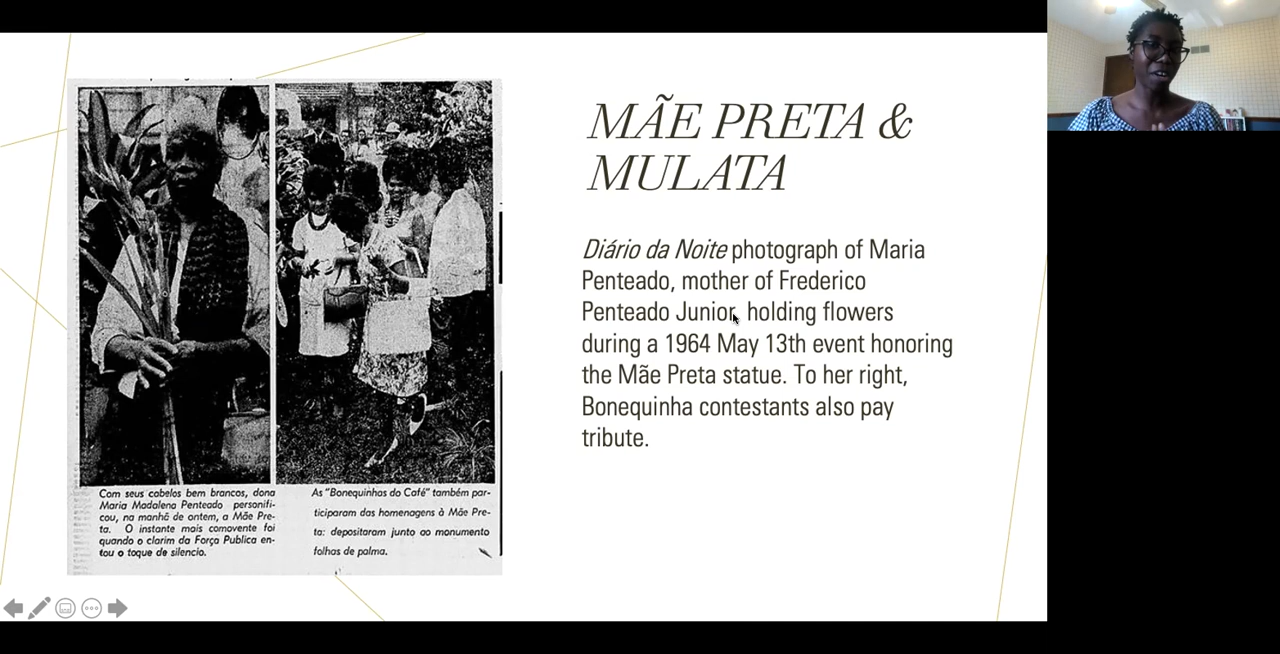 MÃE PRETA &
MULATA
Diário da Noite photograph of Maria
Penteado, mother of Frederico
Penteado Junior, holding flowers
during a 1964 May 13th event honoring
the Mãe Preta statue. To her right,
Bonequinha contestants also pay
tribute.
Com seus cabelos bem brancos, dona
Maria Madalena Penteado personifi-
cou, na manhã de ontem, a Mãe Pre-
ta. O instante mais comovente foi
quando o clarim da Força Publica en-
tou o toque de silencio.
As "Bonequinhas do Café" também par-
ticiparam das homenagens à Mãe Pre-
ta: depositaram junto ao monumento
folhas de palma.